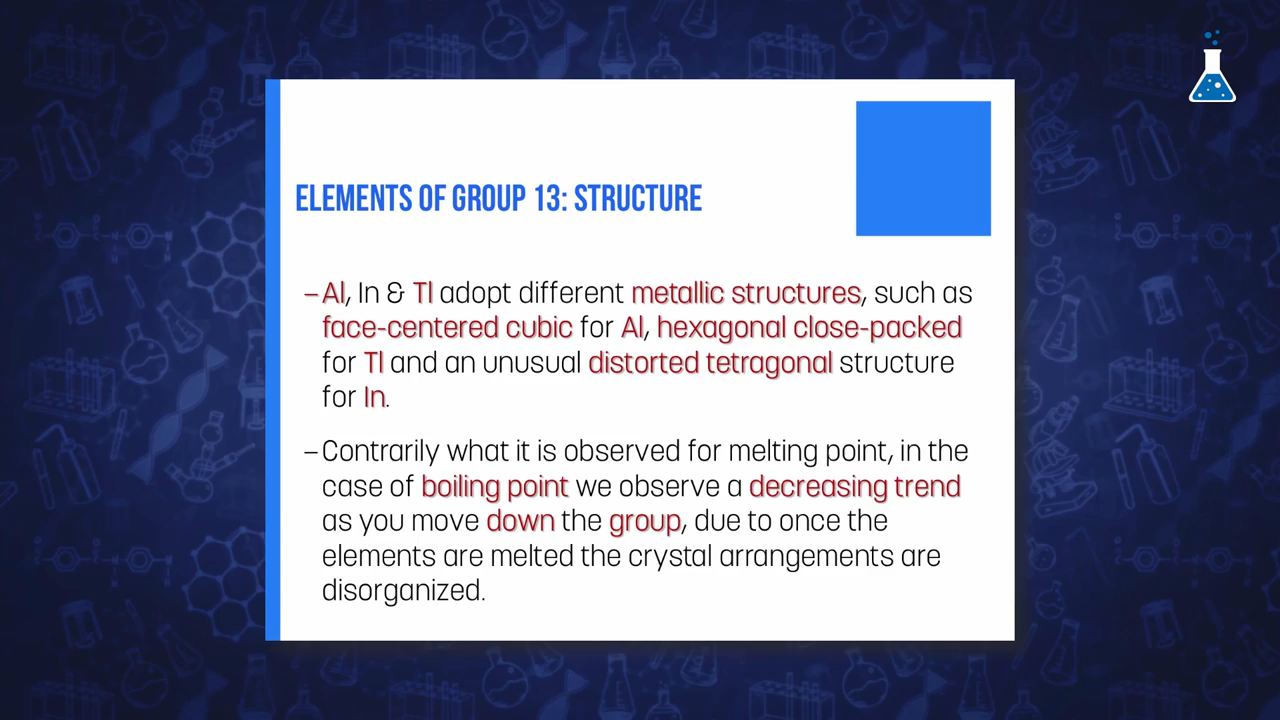 ELEMENTS OF GROUP 13: STRUCTURE
– Al, In & Tl adopt different metallic structures, such as
face-centered cubic for Al, hexagonal close-packed
for Tl and an unusual distorted tetragonal structure
for In.
– Contrarily what it is observed for melting point, in the
case of boiling point we observe a decreasing trend
as you move down the group, due to once the
elements are melted the crystal arrangements are
disorganized.